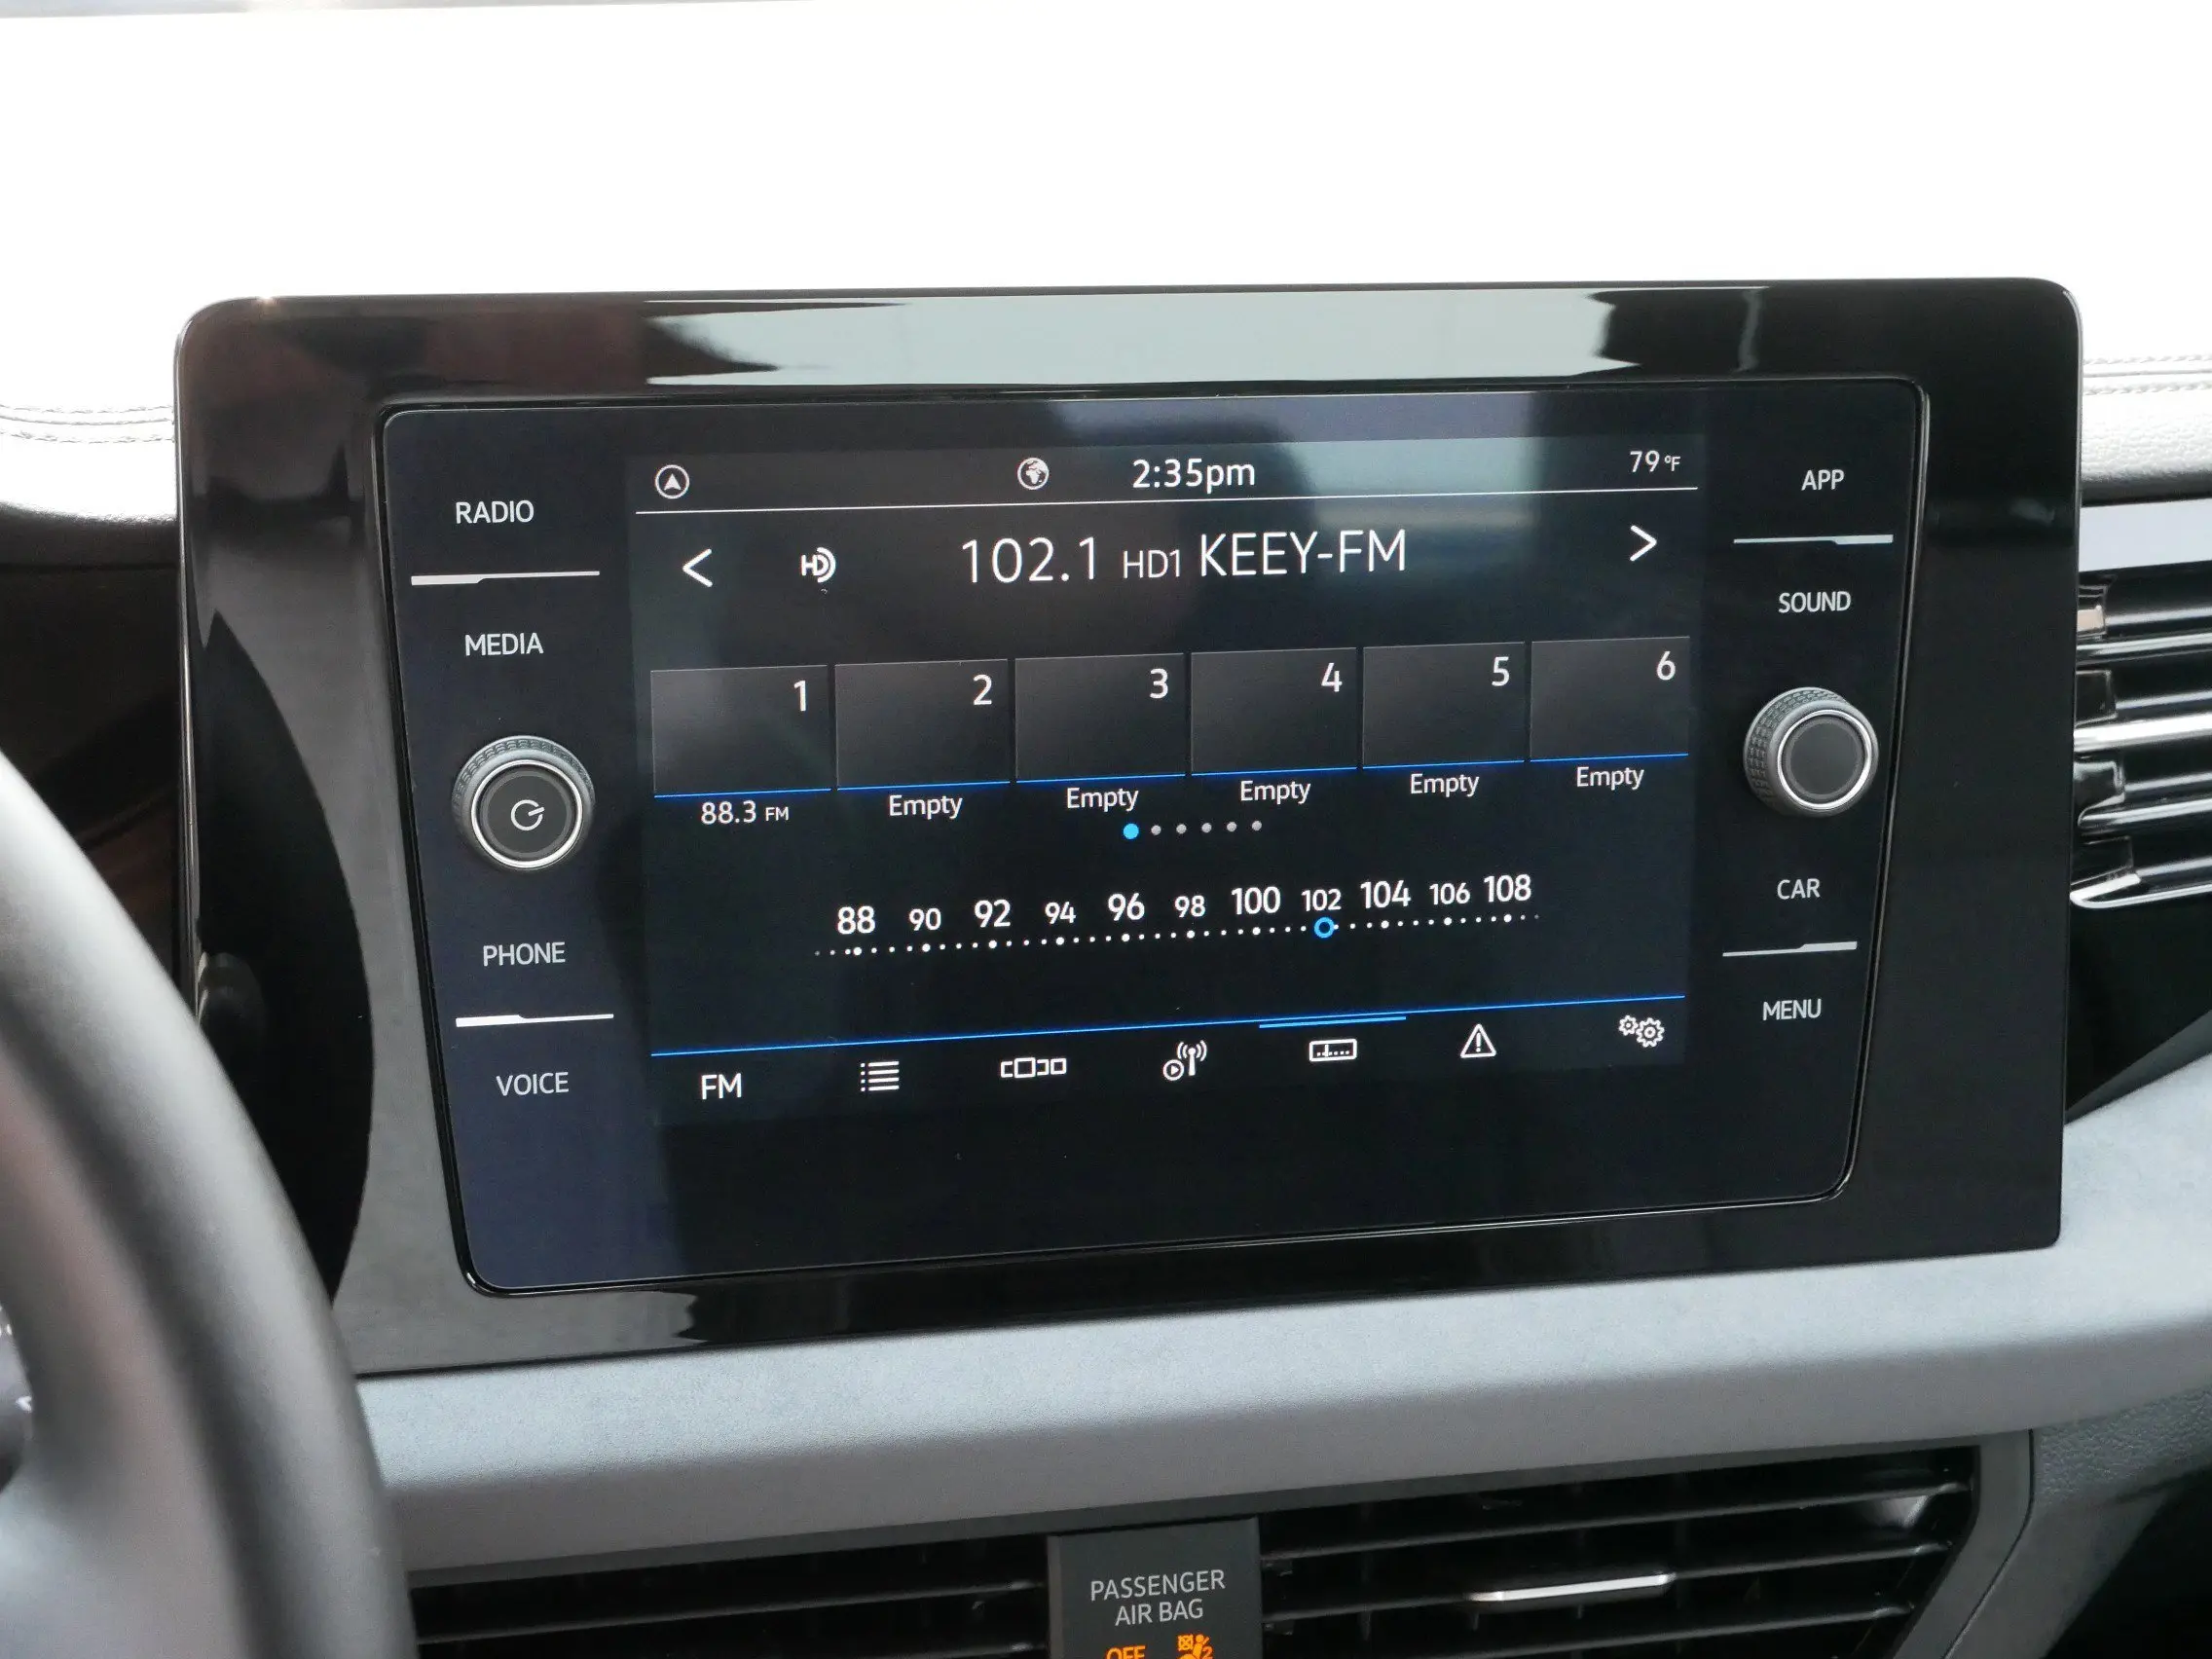 2:35pm
79 °F
RADIO
MEDIA
PHONE
VOICE
102.1 HD1 KEEY-FM
1 2 3 4 5 6
88.3 FM Empty Empty Empty Empty Empty
88 90 92 94 96 98 100 102 104 106 108
FM
APP
SOUND
CAR
MENU
PASSENGER
AIR BAG
OFF